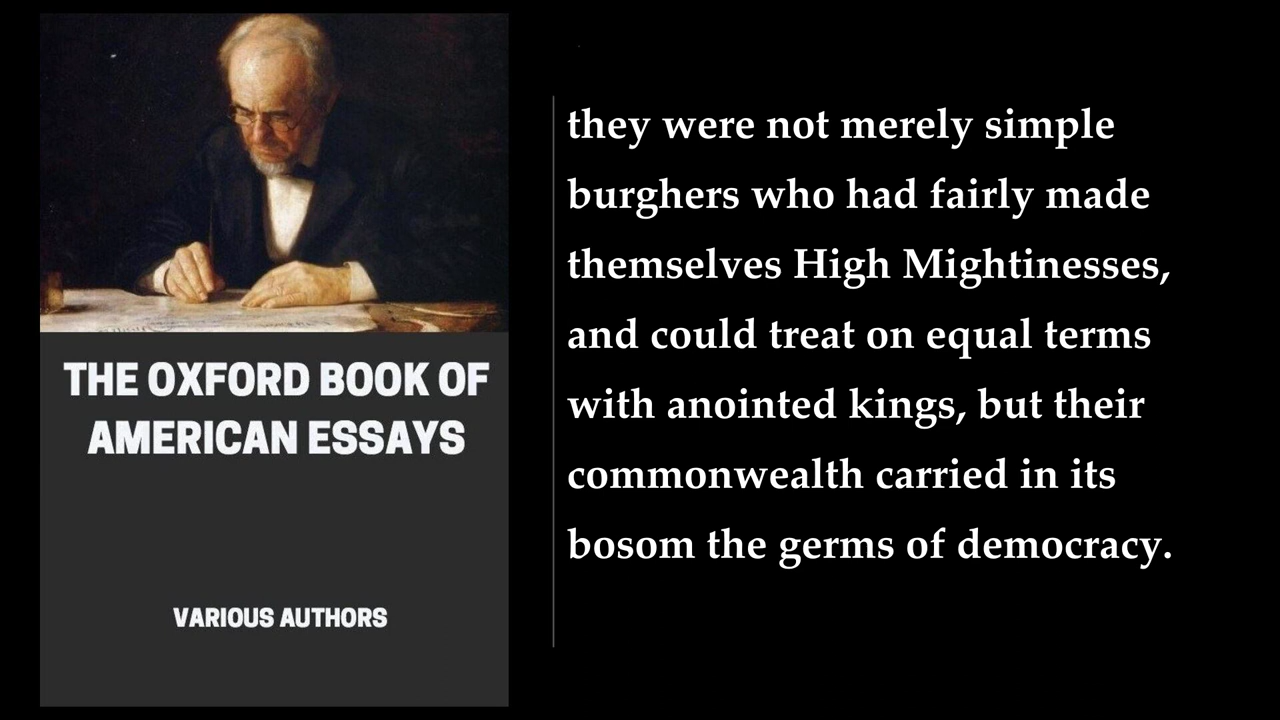 THE OXFORD BOOK OF
AMERICAN ESSAYS
VARIOUS AUTHORS
they were not merely simple
burghers who had fairly made
themselves High Mightinesses,
and could treat on equal terms
with anointed kings, but their
commonwealth carried in its
bosom the germs of democracy.